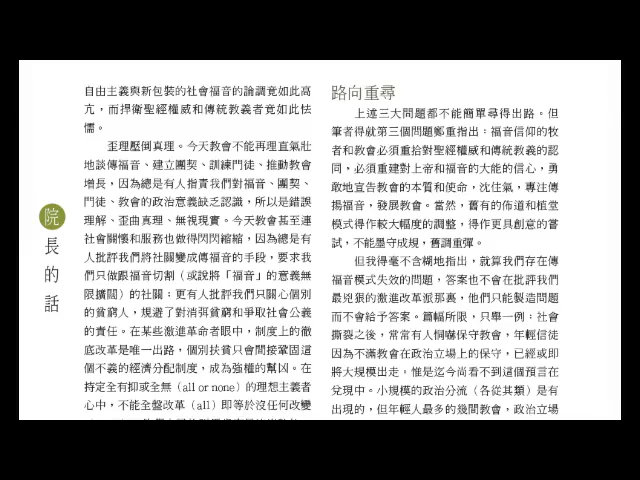 自由主義與新包裝的社會福音的論調竟如此高
亢，而捍衛聖經權威和傳統教義者竟如此怯
懦。
歪理壓倒真理。今天教會不能再理直氣壯
地談傳福音、建立團契、訓練門徒、推動教會
增長，因為總是有人指責我們對福音、團契、
門徒、教會的政治意義缺乏認識，所以是錯誤
理解、歪曲真理、無視現實。今天教會甚至連
社會關懷和服務也做得閃閃縮縮，因為總是有
人批評我們將社關變成傳福音的手段，要求我
們只做跟福音切割（或說將「福音」的意義無
限擴闊）的社關；更有人批評我們只關心個別
的貧窮人，規避了對消弭貧窮和爭取社會公義
的責任。在某些激進革命者眼中，制度上的徹
底改革是唯一出路，個別扶貧只會間接鞏固這
個不義的經濟分配制度，成為強權的幫凶。在
持定全有抑或全無（all or none）的理想主義者
心中，不能全盤改革（all）即等於沒任何改變
院長的話
路向重尋
上述三大問題都不能簡單尋得出路。但
筆者得就第三個問題鄭重指出：福音信仰的牧
者和教會必須重拾對聖經權威和傳統教義的認
同，必須重建對上帝和福音的大能的信心，勇
敢地宣告教會的本質和使命，沈住氣，專注傳
揚福音，發展教會。當然，舊有的佈道和植堂
模式得作較大幅度的調整，得作更具創意的嘗
試，不能墨守成規，舊調重彈。
但我得毫不含糊地指出，就算我們存在傳
福音模式失效的問題，答案也不會在批評我們
最兇狠的激進改革派那裏，他們只能製造問題
而不會給予答案。篇幅所限，只舉一例：社會
撕裂之後，常常有人恫嚇保守教會，年輕信徒
因為不滿教會在政治立場上的保守，已經或即
將大規模出走。惟是迄今尚看不到這個預言在
兌現中。小規模的政治分流（各從其類）是有
出現的，但年輕人最多的幾間教會，政治立場